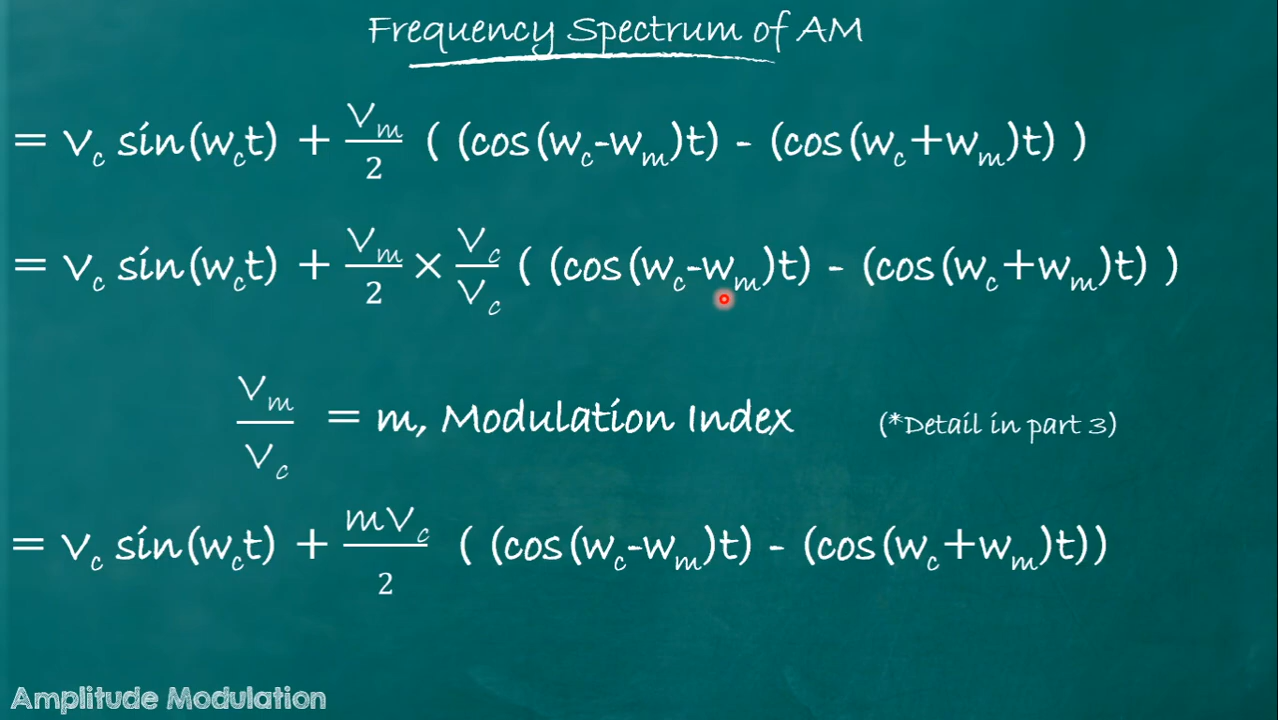 Frequency Spectrum of AM
= vc sin(wct) + Vm/2 ( (cos(wc-wm)t) - (cos(wc+wm)t) )
= vc sin(wct) + Vm/2 × Vc/Vc ( (cos(wc-wm)t) - (cos(wc+wm)t) )
Vm/Vc = m, Modulation Index (*Detail in part 3)
= vc sin(wct) + mVc/2 ( (cos(wc-wm)t) - (cos(wc+wm)t))
Amplitude Modulation